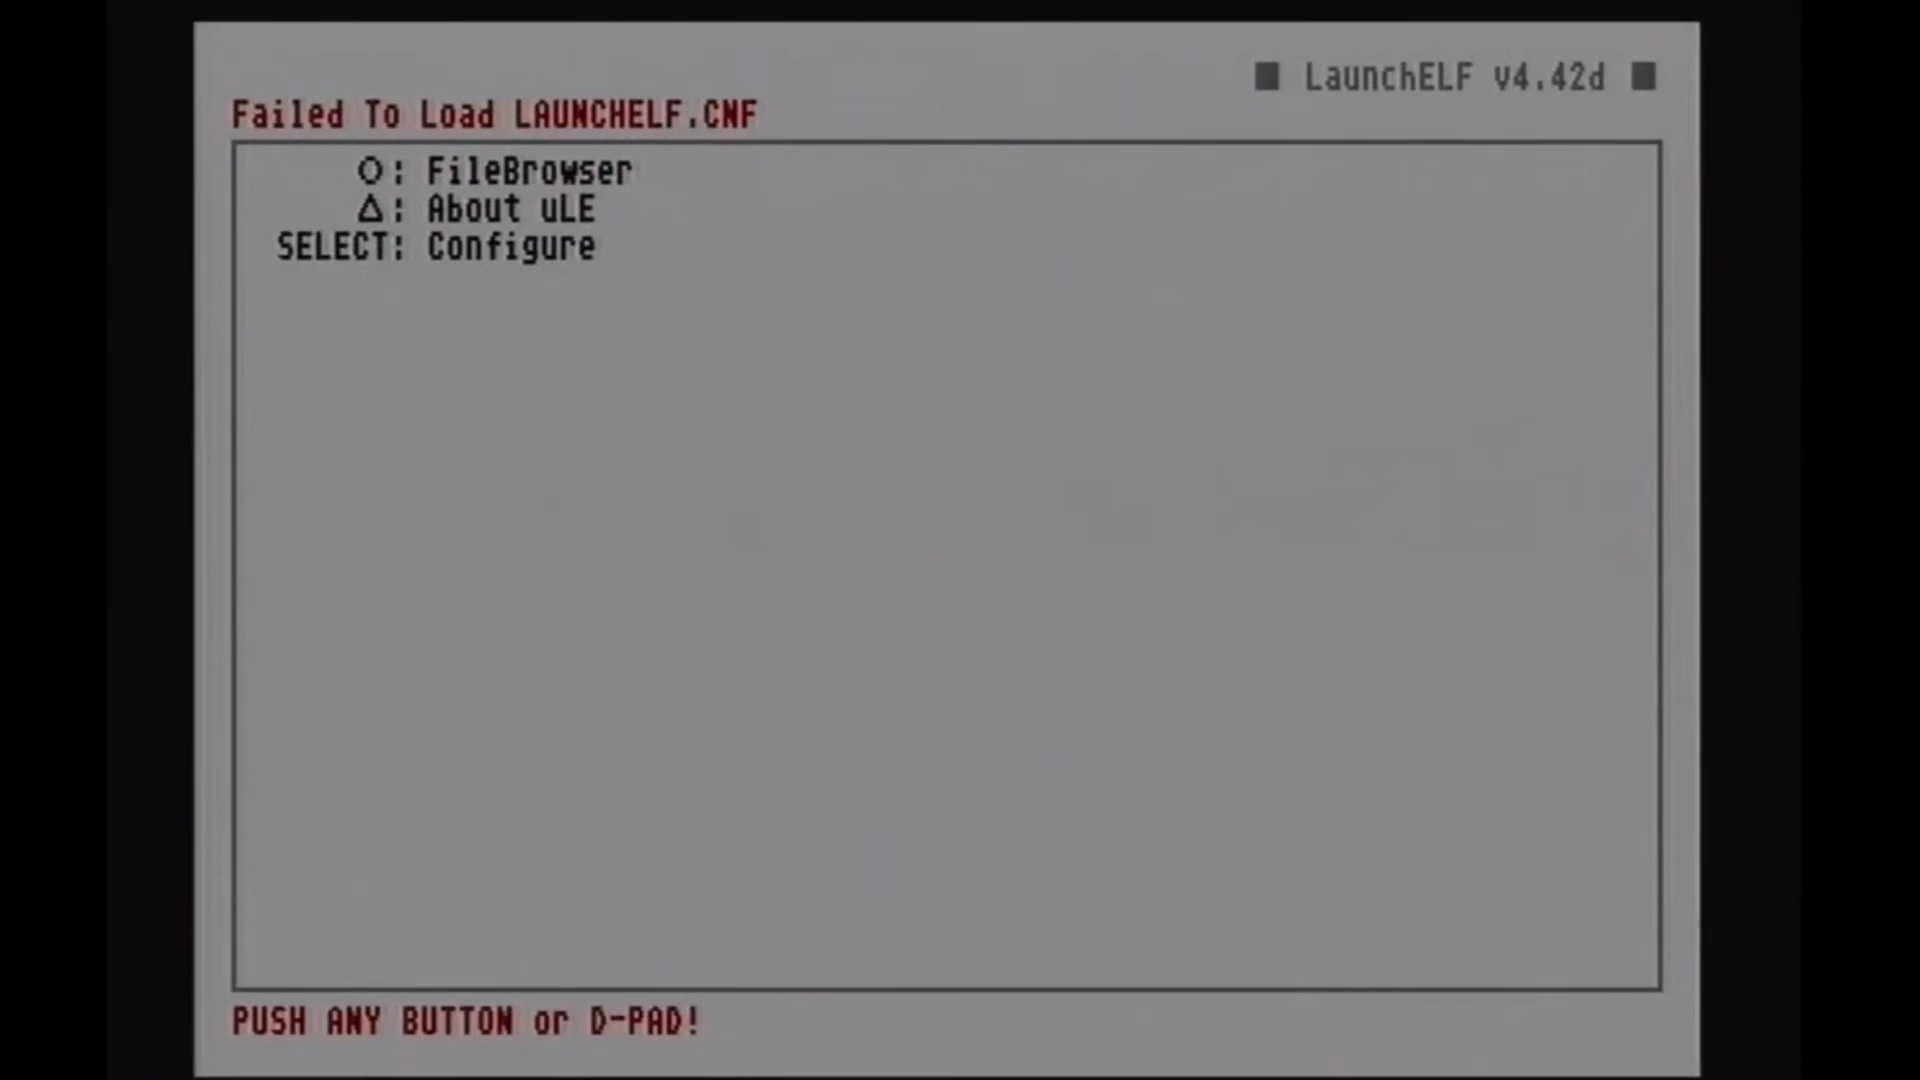 ■ LaunchELF v4.42d ■
Failed To Load LAUNCHELF.CNF
○: FileBrowser
△: About uLE
SELECT: Configure
PUSH ANY BUTTON or D-PAD!